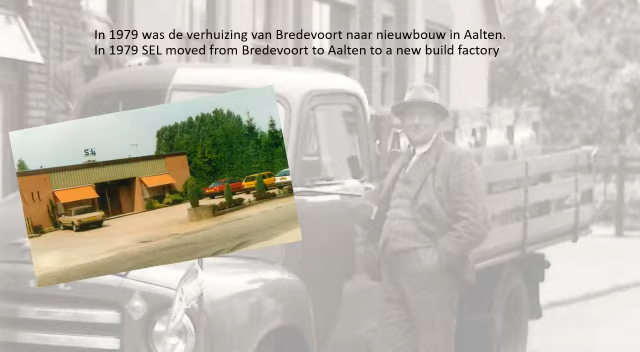 In 1979 was de verhuizing van Bredevoort naar nieuwbouw in Aalten.
In 1979 SEL moved from Bredevoort to Aalten to a new build factory